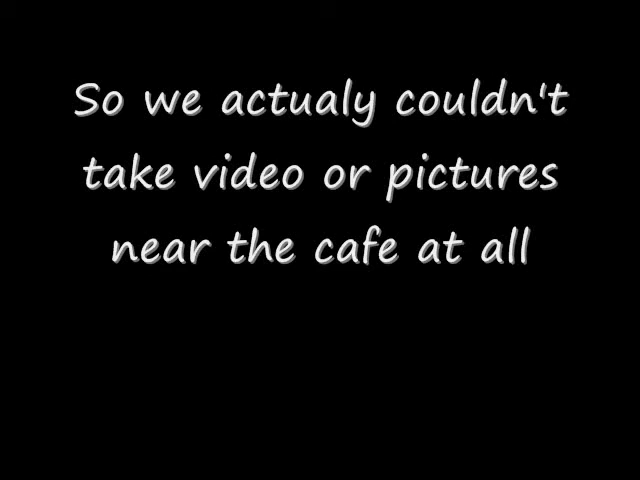 So we actualy couldn't
take video or pictures
near the cafe at all